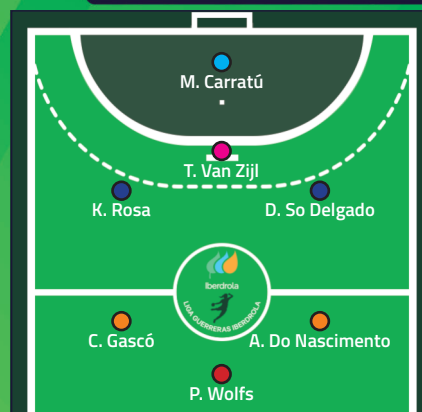 M. Carratú
T. Van Zijl
K. Rosa
D. So Delgado
Iberdrola
LIGA GUERRERAS IBERDROLA
C. Gascó
A. Do Nascimento
P. Wolfs